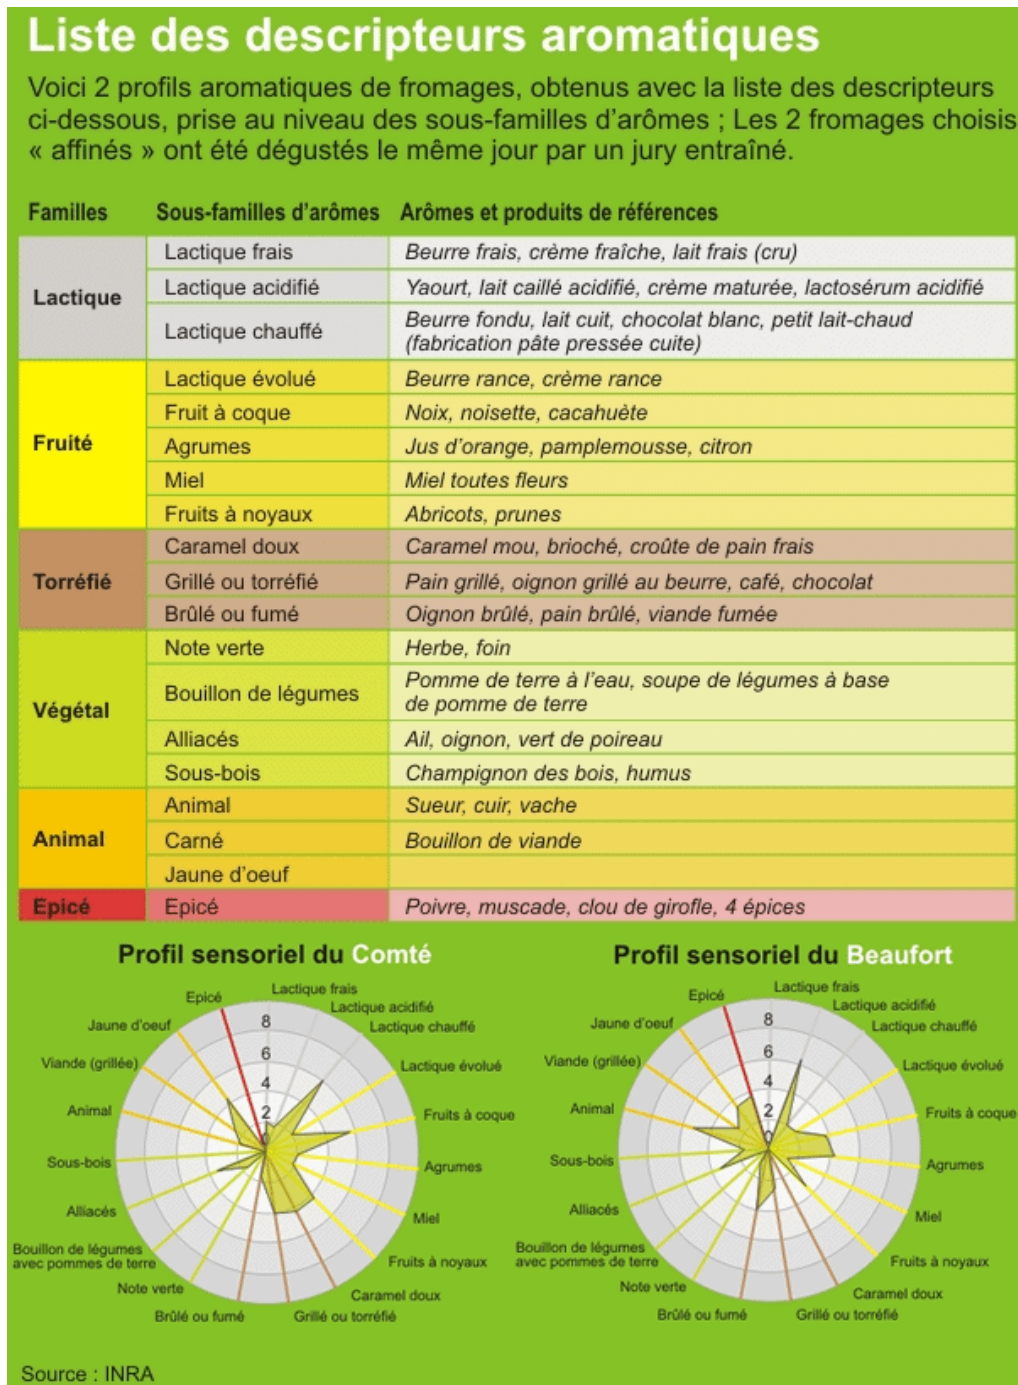 Liste des descripteurs aromatiques
Voici 2 profils aromatiques de fromages, obtenus avec la liste des descripteurs
ci-dessous, prise au niveau des sous-familles d'arômes ; Les 2 fromages choisis
« affinés » ont été dégustés le même jour par un jury entraîné.
Familles Sous-familles d'arômes Arômes et produits de références
Lactique
Lactique frais Beurre frais, crème fraîche, lait frais (cru)
Lactique acidifié Yaourt, lait caillé acidifié, crème maturée, lactosérum acidifié
Lactique chauffé Beurre fondu, lait cuit, chocolat blanc, petit lait-chaud
(fabrication pâte pressée cuite)
Fruité
Lactique évolué Beurre rance, crème rance
Fruit à coque Noix, noisette, cacahuète
Agrumes Jus d'orange, pamplemousse, citron
Miel Miel toutes fleurs
Fruits à noyaux Abricots, prunes
Torréfié
Caramel doux Caramel mou, brioché, croûte de pain frais
Grillé ou torréfié Pain grillé, oignon grillé au beurre, café, chocolat
Brûlé ou fumé Oignon brûlé, pain brûlé, viande fumée
Végétal
Note verte Herbe, foin
Bouillon de légumes Pomme de terre à l'eau, soupe de légumes à base
de pomme de terre
Alliacés Ail, oignon, vert de poireau
Sous-bois Champignon des bois, humus
Animal
Animal Sueur, cuir, vache
Carné Bouillon de viande
Jaune d'oeuf
Epicé Epicé Poivre, muscade, clou de girofle, 4 épices
Profil sensoriel du Comté
Lactique frais
Lactique acidifié
Lactique chauffé
Lactique évolué
Fruits à coque
Agrumes
Miel
Fruits à noyaux
Caramel doux
Grillé ou torréfié
Brûlé ou fumé
Note verte
Bouillon de légumes
avec pommes de terre
Alliacés
Sous-bois
Animal
Viande (grillée)
Jaune d'oeuf
Epicé
8
6
4
2
0
Profil sensoriel du Beaufort
Lactique frais
Lactique acidifié
Lactique chauffé
Lactique évolué
Fruits à coque
Agrumes
Miel
Fruits à noyaux
Caramel doux
Grillé ou torréfié
Brûlé ou fumé
Note verte
Bouillon de légumes
avec pommes de terre
Alliacés
Sous-bois
Animal
Viande (grillée)
Jaune d'oeuf
Epicé
8
6
4
2
0
Source : INRA